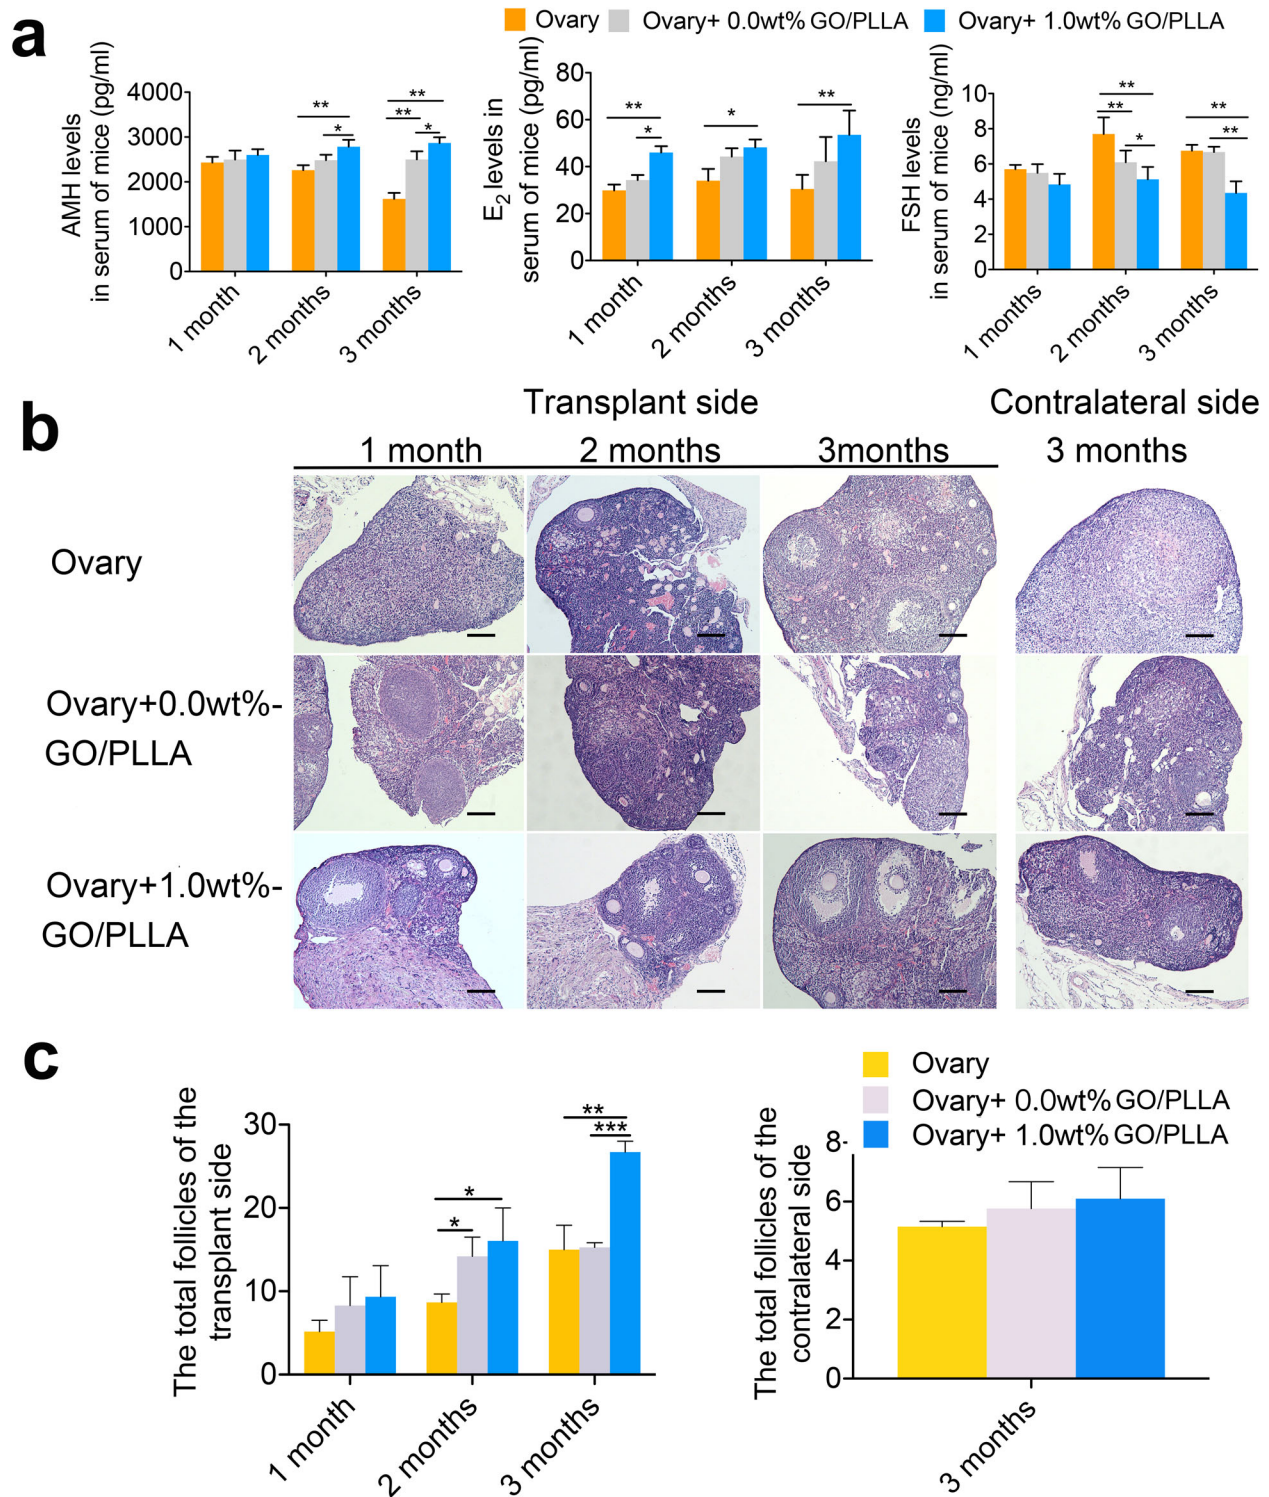 a
Ovary
Ovary+ 0.0wt% GO/PLLA
Ovary+ 1.0wt% GO/PLLA
AMH levels
in serum of mice (pg/ml)
4000
3000
2000
1000
0
**
*
**
**
*
1 month
2 months
3 months
E2 levels in
serum of mice (pg/ml)
80
60
40
20
0
**
*
*
**
1 month
2 months
3 months
FSH levels
in serum of mice (ng/ml)
10
8
6
4
2
0
**
**
*
**
**
1 months
2 months
3 months
b
Transplant side
Contralateral side
1 month
2 months
3months
3 months
Ovary
Ovary+0.0wt%-
GO/PLLA
Ovary+1.0wt%-
GO/PLLA
c
The total follicles of the
transplant side
30
20
10
0
*
*
**
***
1 month
2 months
3 months
Ovary
Ovary+ 0.0wt% GO/PLLA
Ovary+ 1.0wt% GO/PLLA
The total follicles of the
contralateral side
8-
6
4
2
0
3 months